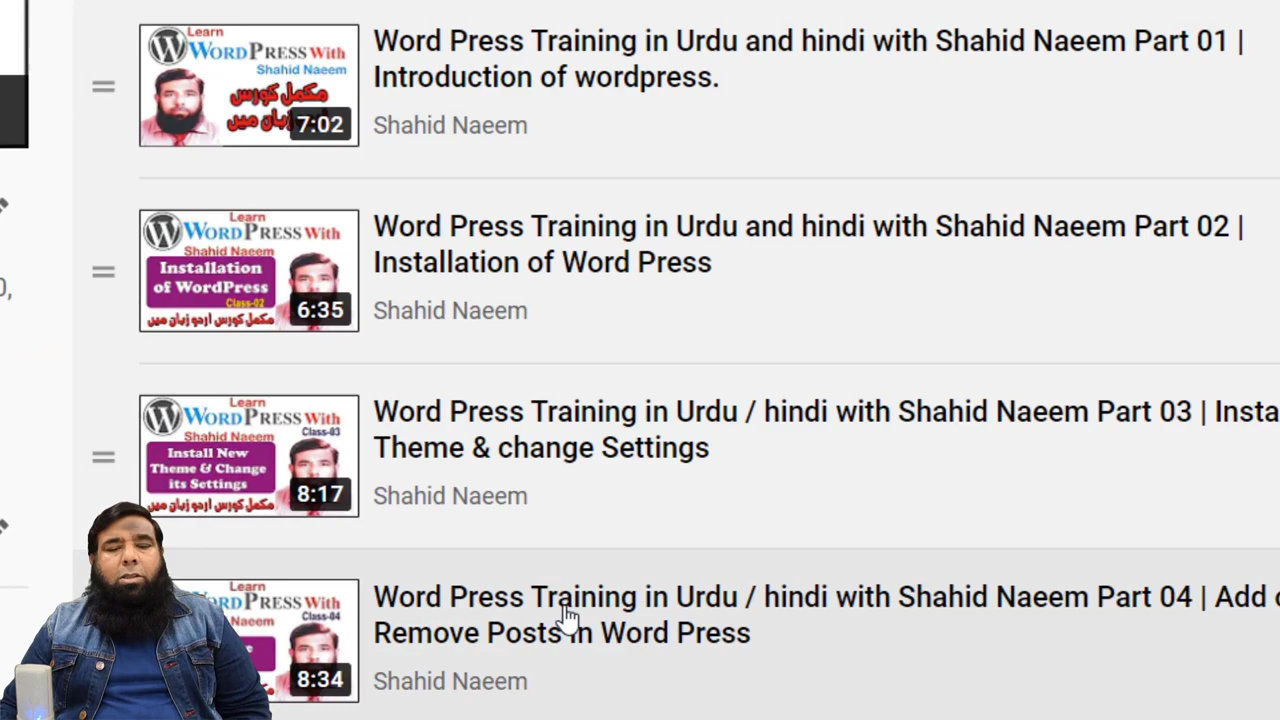 Learn
WORDPRESS With
Shahid Naeem
مکمل کورس
7:02
Word Press Training in Urdu and hindi with Shahid Naeem Part 01 |
Introduction of wordpress.
Shahid Naeem
Learn
WORDPRESS With
Shahid Naeem
Installation
of WordPress
Class-02
مکمل کورس اردو زبان میں
6:35
Word Press Training in Urdu and hindi with Shahid Naeem Part 02 |
Installation of Word Press
Shahid Naeem
Learn
WORDPRESS With
Class-03
Shahid Naeem
Install New
Theme & Change
its Settings
مکمل کورس اردو زبان میں
8:17
Word Press Training in Urdu / hindi with Shahid Naeem Part 03 | Insta
Theme & change Settings
Shahid Naeem
Learn
RDPRESS With
Class-04
Naeem
8:34
Word Press Training in Urdu / hindi with Shahid Naeem Part 04 | Add
Remove Posts in Word Press
Shahid Naeem
0,